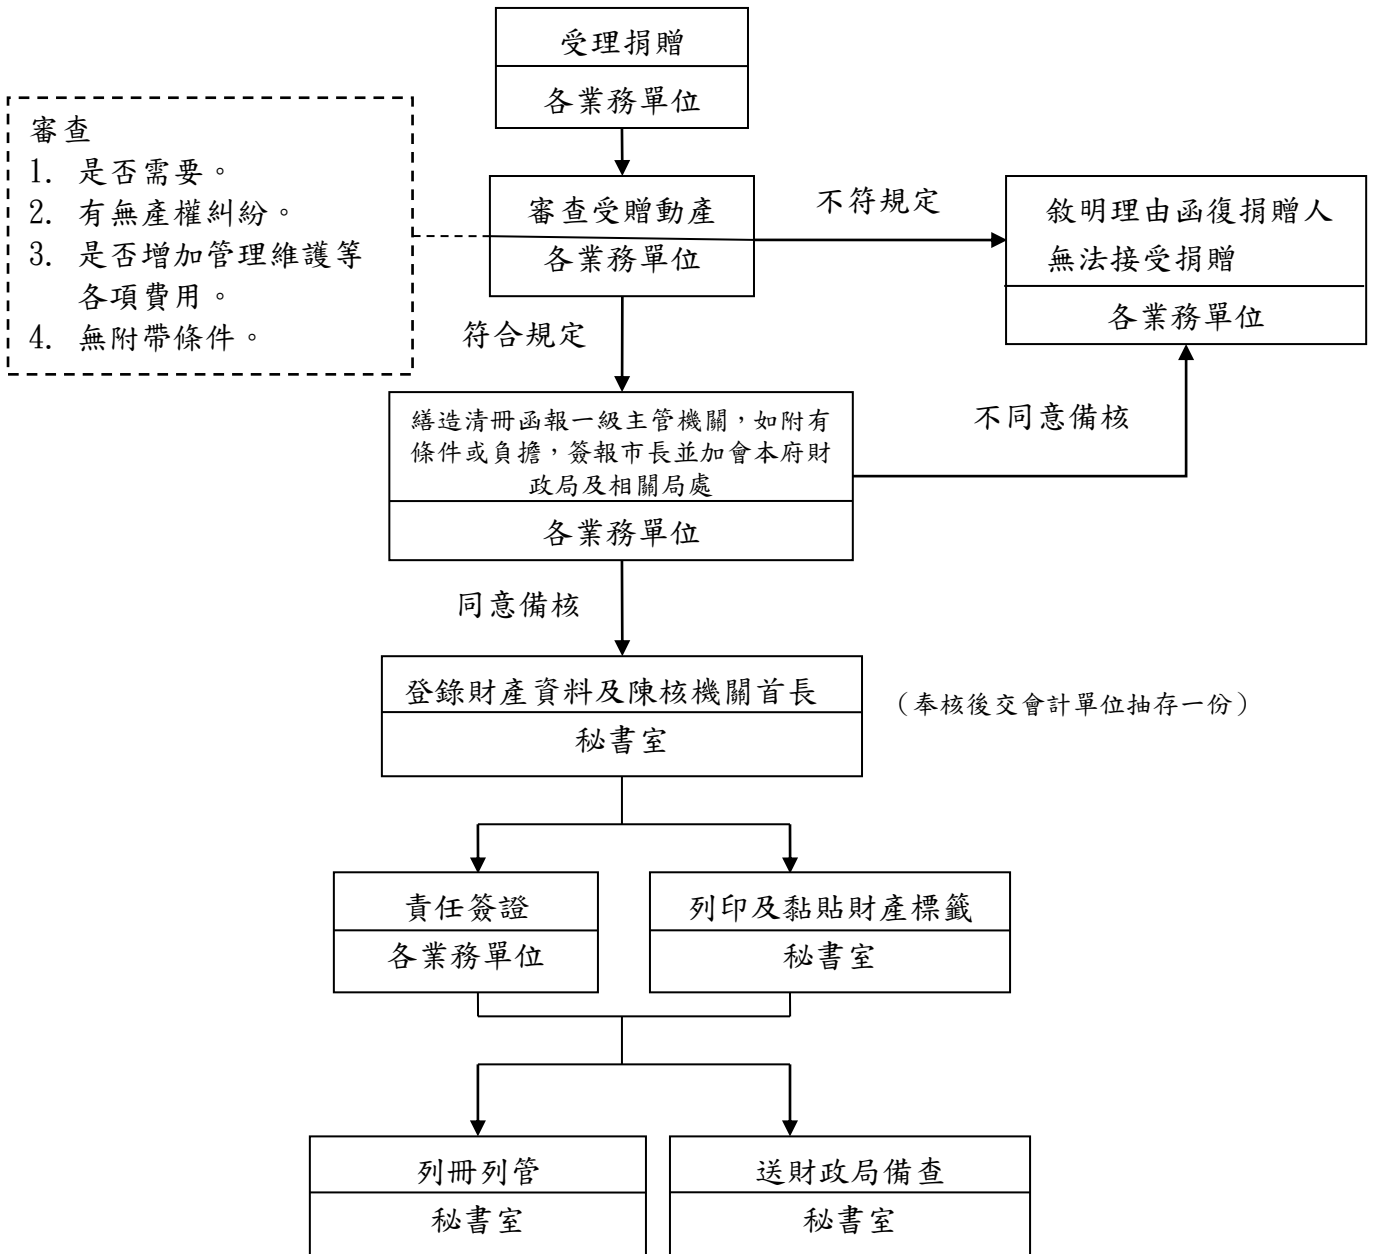 受理捐贈
各業務單位
審查
1. 是否需要。
2. 有無產權糾紛。
3. 是否增加管理維護等
各項費用。
4. 無附帶條件。
審查受贈動產
各業務單位
不符規定
敘明理由函復捐贈人
無法接受捐贈
各業務單位
符合規定
繕造清冊函報一級主管機關，如附有
條件或負擔，簽報市長並加會本府財
政局及相關局處
各業務單位
不同意備核
同意備核
登錄財產資料及陳核機關首長
秘書室
（奉核後交會計單位抽存一份）
責任簽證
各業務單位
列印及黏貼財產標籤
秘書室
列冊列管
秘書室
送財政局備查
秘書室